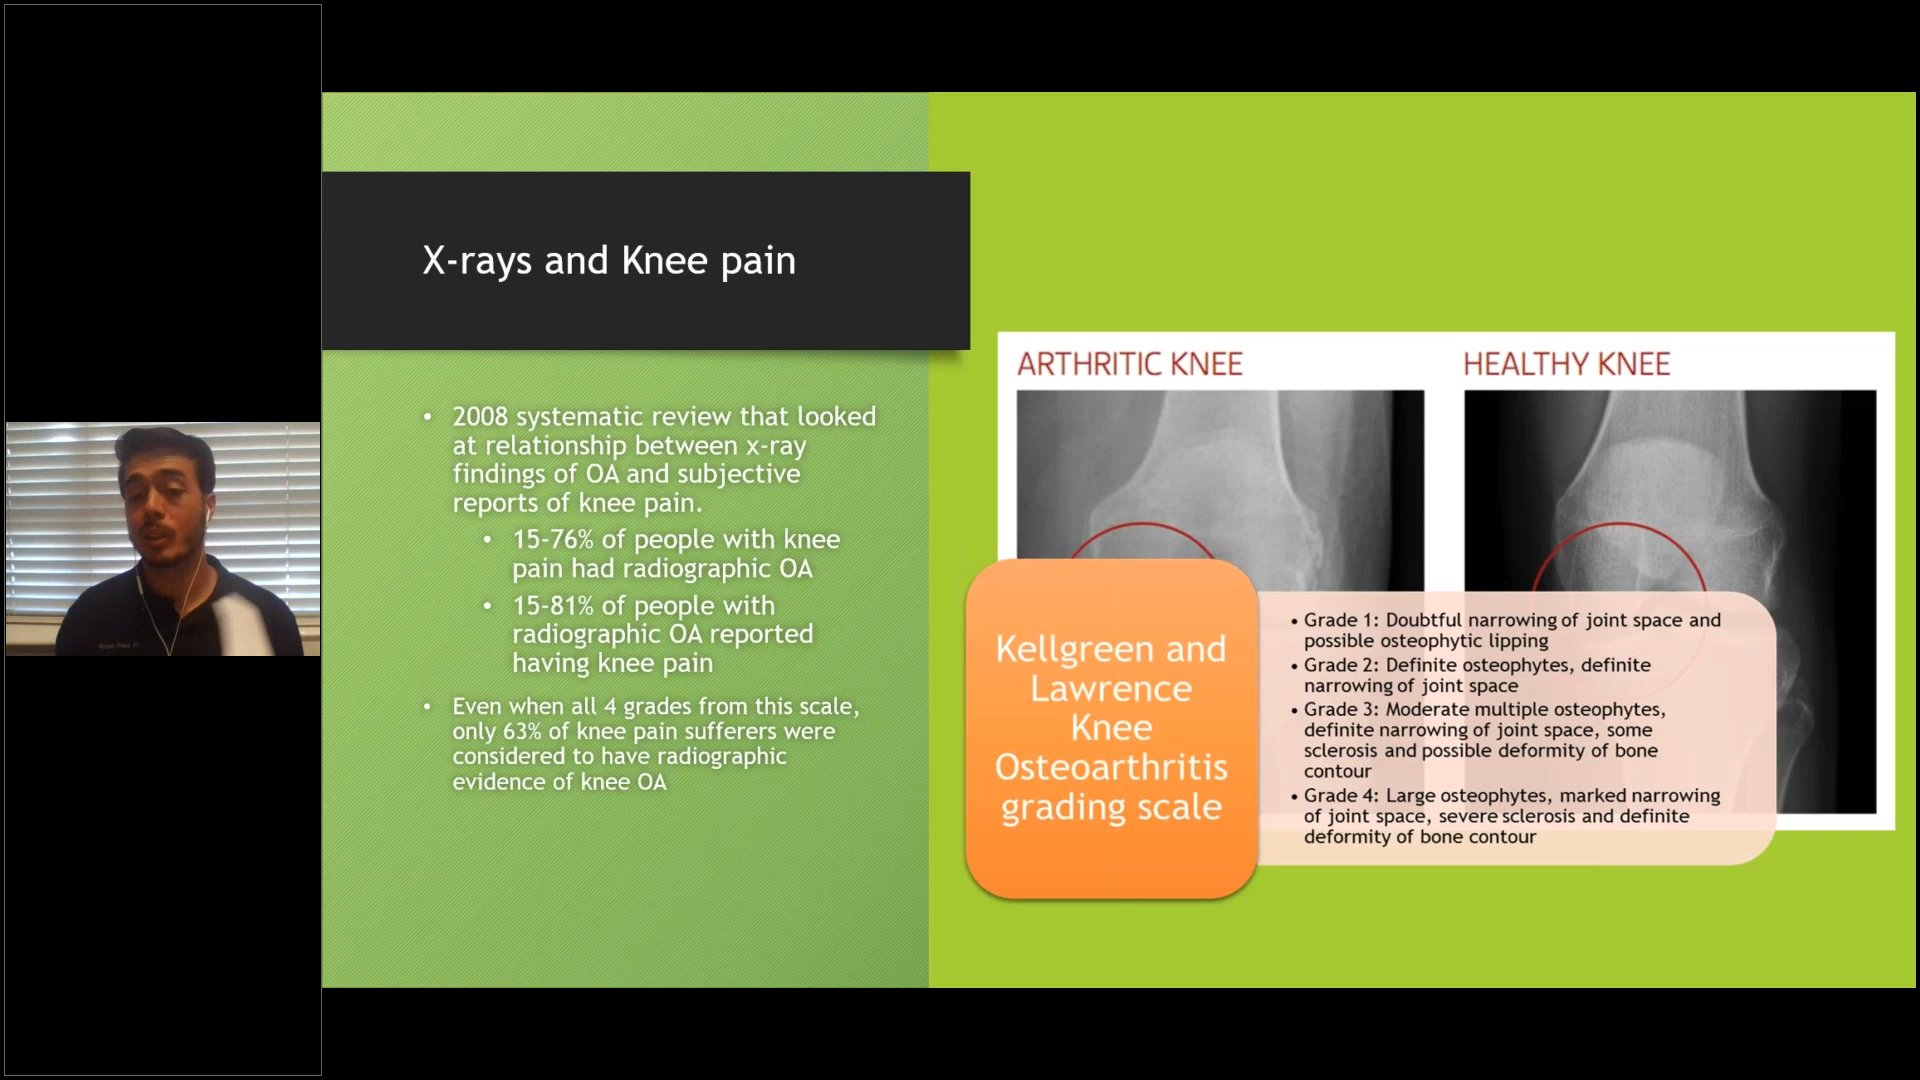 X-rays and Knee pain
• 2008 systematic review that looked
at relationship between x-ray
findings of OA and subjective
reports of knee pain.
• 15-76% of people with knee
pain had radiographic OA
• 15-81% of people with
radiographic OA reported
having knee pain
• Even when all 4 grades from this scale,
only 63% of knee pain sufferers were
considered to have radiographic
evidence of knee OA
ARTHRITIC KNEE
HEALTHY KNEE
Kellgreen and
Lawrence
Knee
Osteoarthritis
grading scale
• Grade 1: Doubtful narrowing of joint space and
possible osteophytic lipping
• Grade 2: Definite osteophytes, definite
narrowing of joint space
• Grade 3: Moderate multiple osteophytes,
definite narrowing of joint space, some
sclerosis and possible deformity of bone
contour
• Grade 4: Large osteophytes, marked narrowing
of joint space, severe sclerosis and definite
deformity of bone contour